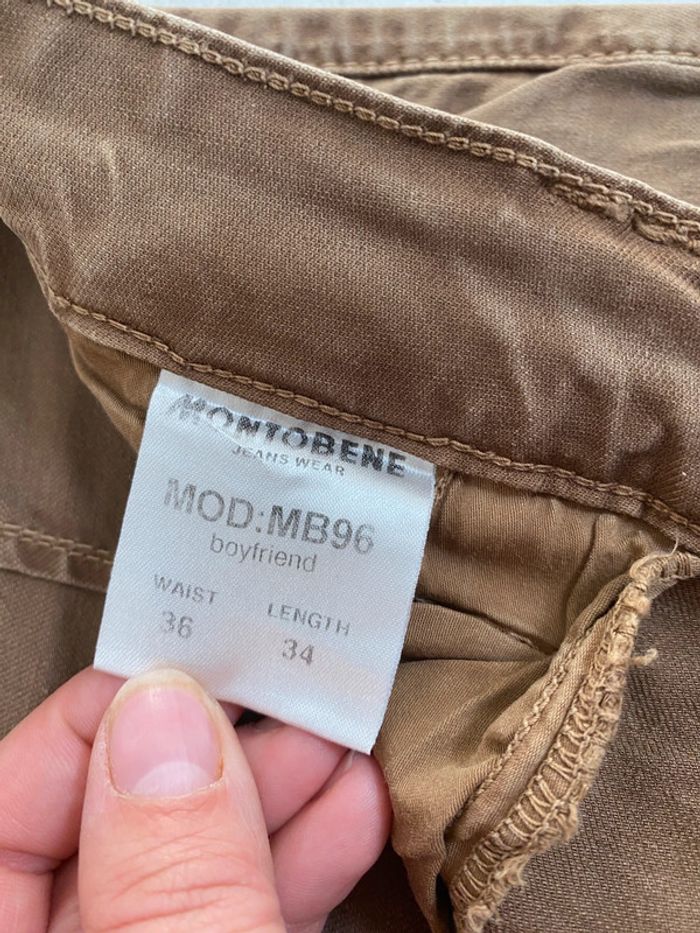 MONTOBENE
JEANS WEAR
MOD:MB96
boyfriend
WAIST LENGTH
36 34